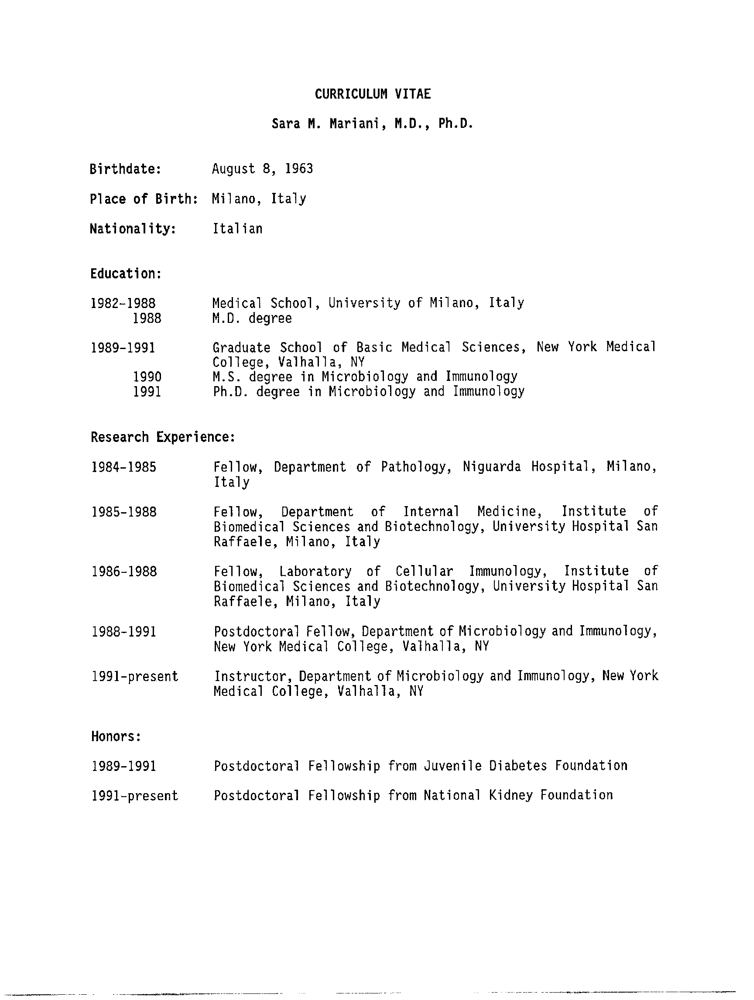 CURRICULUM VITAE
Sara M. Mariani, M.D., Ph.D.
Birthdate: August 8, 1963
Place of Birth: Milano, Italy
Nationality: Italian
Education:
1982-1988 Medical School, University of Milano, Italy
1988 M.D. degree
1989-1991 Graduate School of Basic Medical Sciences, New York Medical
College, Valhalla, NY
1990 M.S. degree in Microbiology and Immunology
1991 Ph.D. degree in Microbiology and Immunology
Research Experience:
1984-1985 Fellow, Department of Pathology, Niguarda Hospital, Milano,
Italy
1985-1988 Fellow, Department of Internal Medicine, Institute of
Biomedical Sciences and Biotechnology, University Hospital San
Raffaele, Milano, Italy
1986-1988 Fellow, Laboratory of Cellular Immunology, Institute of
Biomedical Sciences and Biotechnology, University Hospital San
Raffaele, Milano, Italy
1988-1991 Postdoctoral Fellow, Department of Microbiology and Immunology,
New York Medical College, Valhalla, NY
1991-present Instructor, Department of Microbiology and Immunology, New York
Medical College, Valhalla, NY
Honors:
1989-1991 Postdoctoral Fellowship from Juvenile Diabetes Foundation
1991-present Postdoctoral Fellowship from National Kidney Foundation